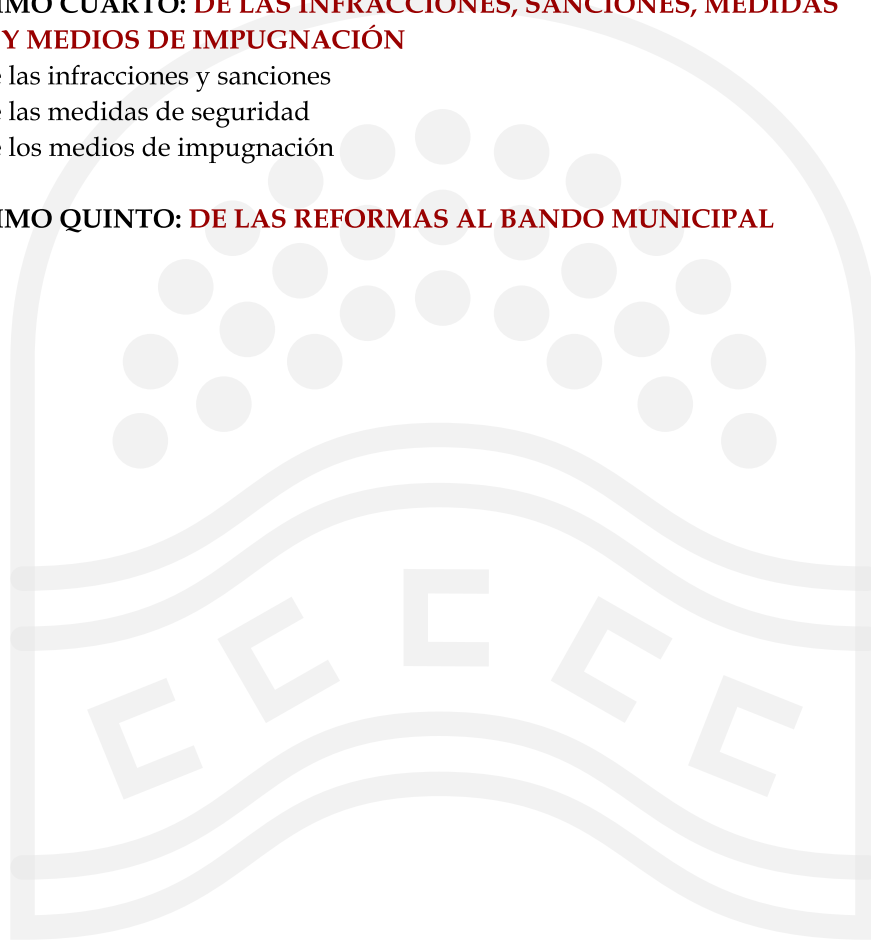 IMO CUARTO: DE LAS INFRACCIONES, SANCIONES, MEDIDAS
Y MEDIOS DE IMPUGNACIÓN
e las infracciones y sanciones
e las medidas de seguridad
e los medios de impugnación
IMO QUINTO: DE LAS REFORMAS AL BANDO MUNICIPAL